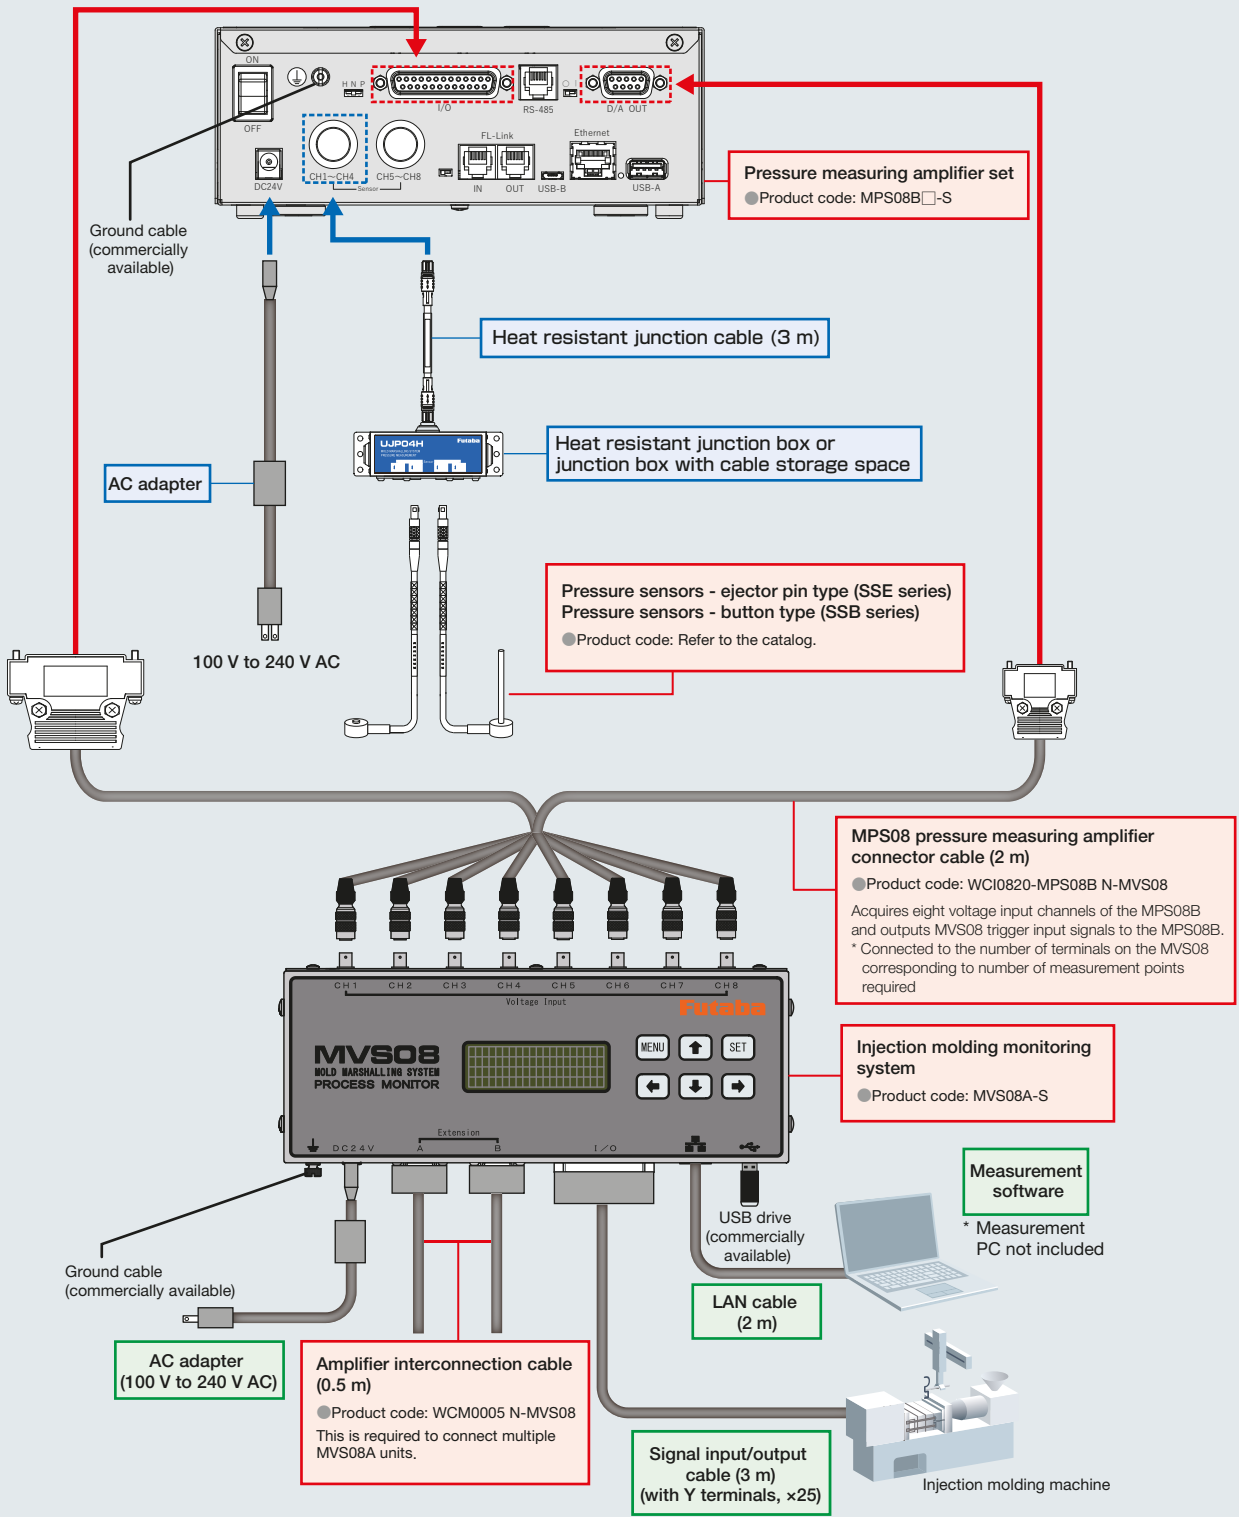 ON
OFF
H N P
I/O
RS-485
O I
D/A OUT
DC24V
CH1～CH4
CH5～CH8
Sensor
FL-Link
IN
OUT
USB-B
Ethernet
USB-A
Ground cable
(commercially
available)
Pressure measuring amplifier set
●Product code: MPS08B□-S
Heat resistant junction cable (3 m)
UJP04H
Futaba
MOLD MARSHALLING SYSTEM
PRESSURE MEASUREMENT
Heat resistant junction box or
junction box with cable storage space
AC adapter
100 V to 240 V AC
Pressure sensors - ejector pin type (SSE series)
Pressure sensors - button type (SSB series)
●Product code: Refer to the catalog.
MPS08 pressure measuring amplifier
connector cable (2 m)
●Product code: WCI0820-MPS08B N-MVS08
Acquires eight voltage input channels of the MPS08B
and outputs MVS08 trigger input signals to the MPS08B.
* Connected to the number of terminals on the MVS08
corresponding to number of measurement points
required
CH1
CH2
CH3
CH4
CH5
CH6
CH7
CH8
Voltage Input
Futaba
MVS08
MOLD MARSHALLING SYSTEM
PROCESS MONITOR
MENU
SET
Extension
DC24V
A
B
I/O
Injection molding monitoring
system
●Product code: MVS08A-S
Measurement
software
* Measurement
PC not included
USB drive
(commercially
available)
Ground cable
(commercially available)
LAN cable
(2 m)
AC adapter
(100 V to 240 V AC)
Amplifier interconnection cable
(0.5 m)
●Product code: WCM0005 N-MVS08
This is required to connect multiple
MVS08A units.
Signal input/output
cable (3 m)
(with Y terminals, ×25)
Injection molding machine